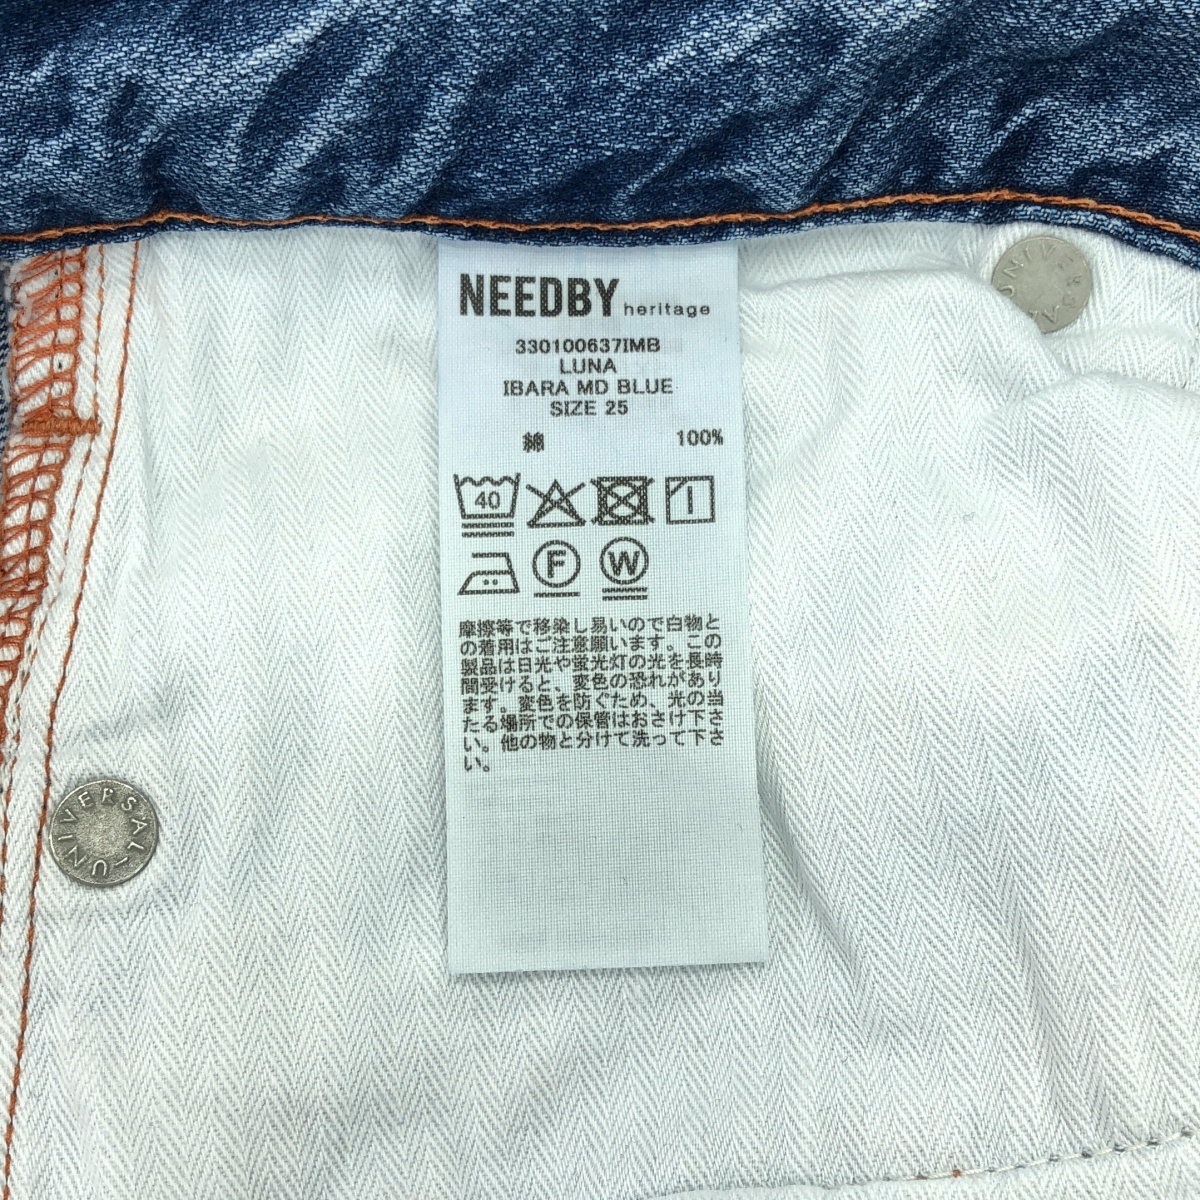 NEEDBY heritage
330100637IMB
LUNA
IBARA MD BLUE
SIZE 25
綿 100%
40
F W
摩擦等で移染し易いので白物と
の着用はご注意願います。この
製品は日光や蛍光灯の光を長時
間受けると、変色の恐れがあり
ます。変色を防ぐため、光の当
たる場所での保管はおさけ下さ
い。他の物と分けて洗って下さ
い。
UNIVERSAL
UNIVERSAL